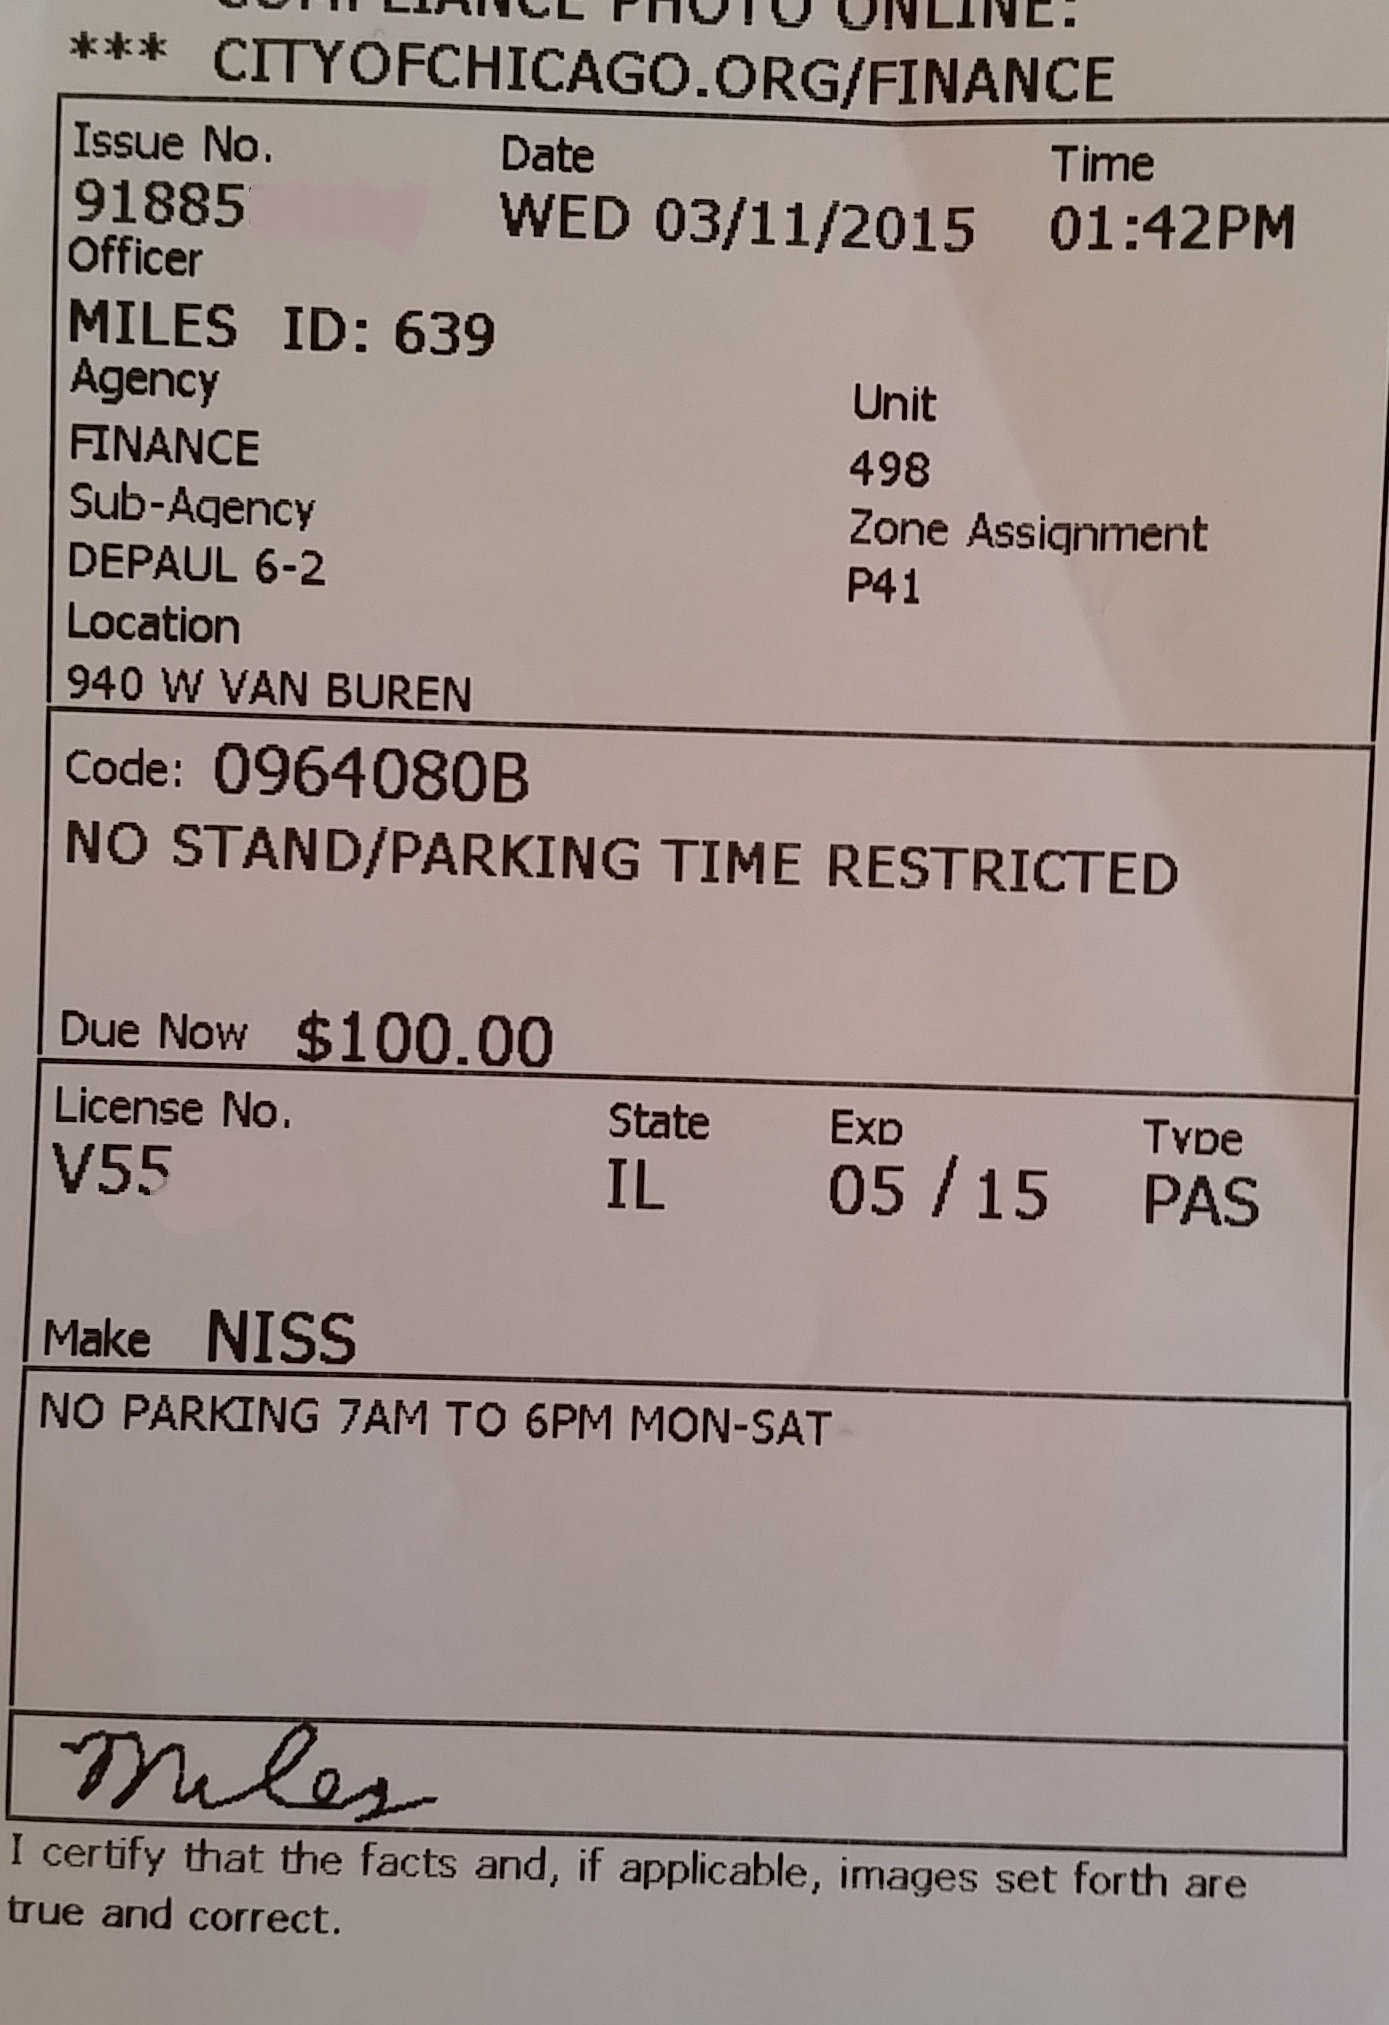 COMPLIANCE PHOTO ONLINE:
*** CITYOFCHICAGO.ORG/FINANCE
Issue No. Date Time
91885 WED 03/11/2015 01:42PM
Officer
MILES ID: 639
Agency Unit
FINANCE 498
Sub-Agency Zone Assignment
DEPAUL 6-2 P41
Location
940 W VAN BUREN
Code: 0964080B
NO STAND/PARKING TIME RESTRICTED
Due Now $100.00
License No. State Exp Type
V55 IL 05 / 15 PAS
Make NISS
NO PARKING 7AM TO 6PM MON-SAT
Miles
I certify that the facts and, if applicable, images set forth are
true and correct.